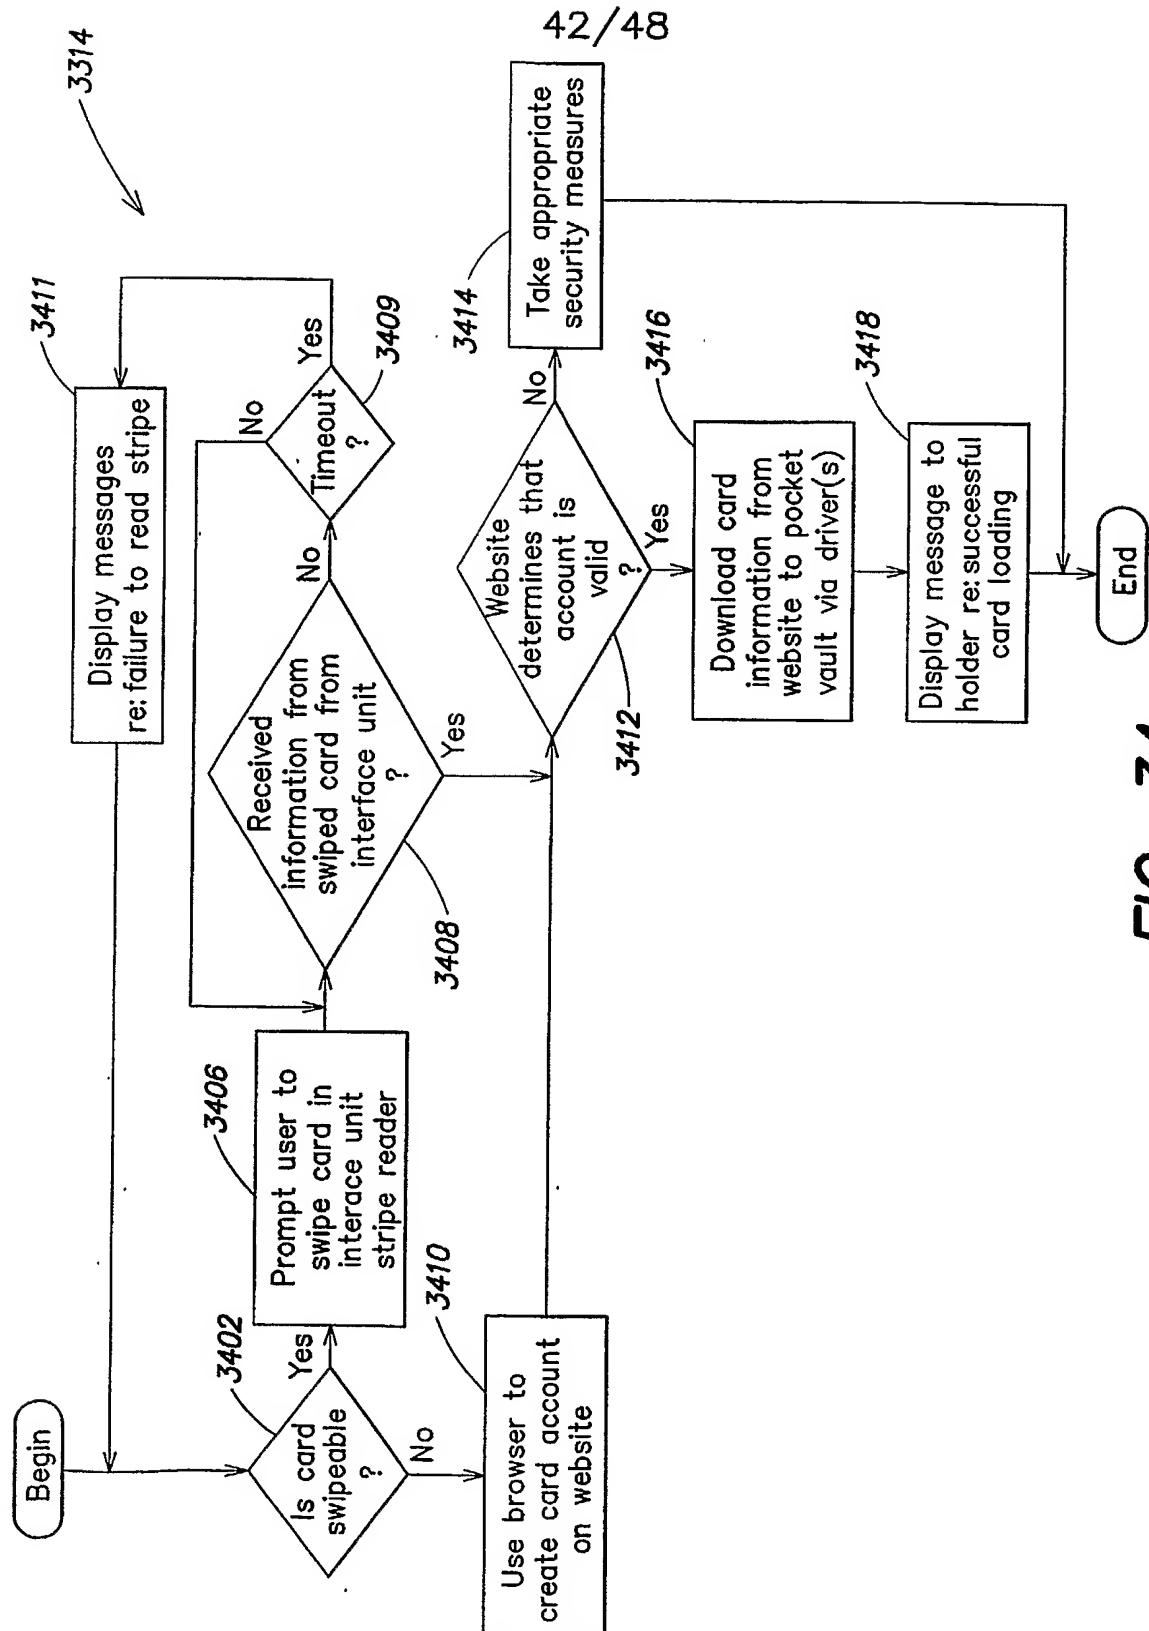 42/48
3314
Begin
Is card
swipeable
?
3402
Yes
No
Prompt user to
swipe card in
interace unit
stripe reader
3406
Received
information from
swiped card from
interface unit
?
3408
No
Yes
Timeout
?
3409
No
Yes
Display messages
re: failure to read stripe
3411
Use browser to
create card account
on website
3410
Website
determines that
account is
valid
?
3412
No
Yes
Take appropriate
security measures
3414
Download card
information from
website to pocket
vault via driver(s)
3416
Display message to
holder re: successful
card loading
3418
End